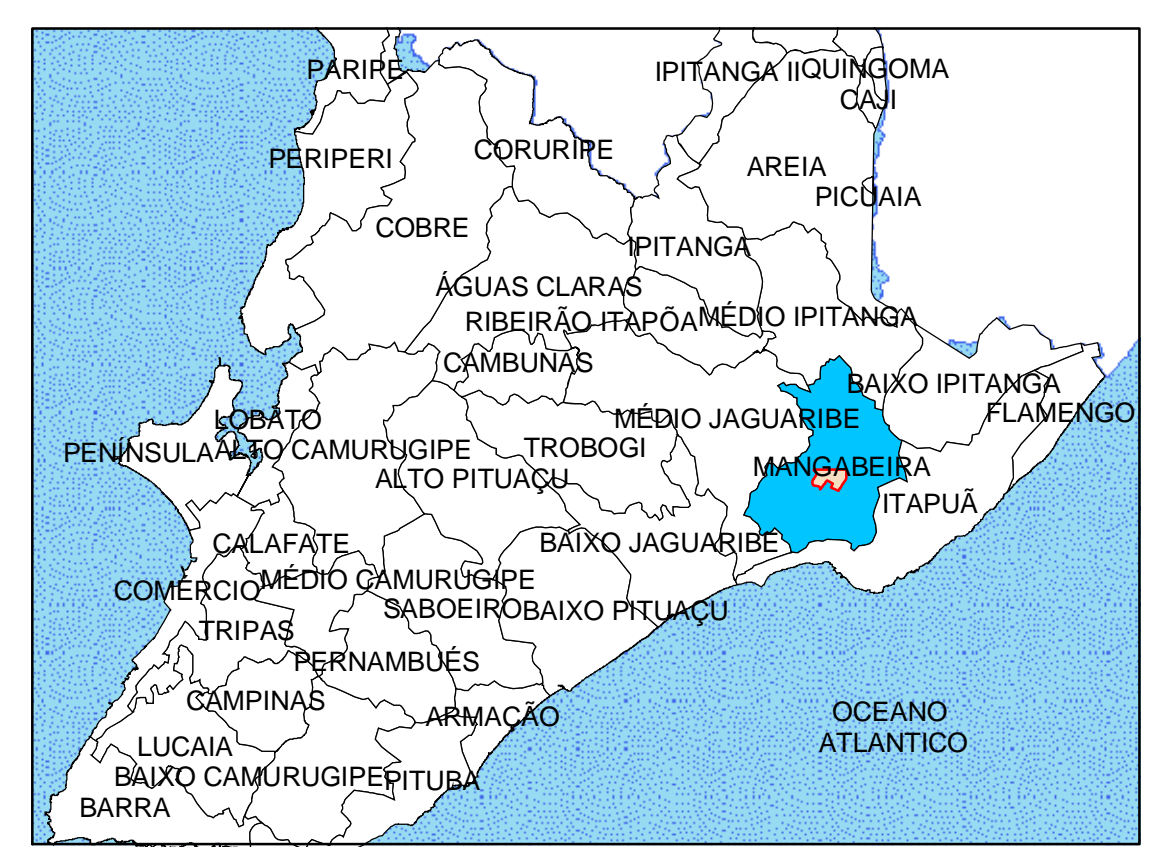 PARIPE
IPITANGA II
QUINGOMA
CAJI
PERIPERI
CORURIPE
AREIA
PICUAIA
COBRE
IPITANGA
ÁGUAS CLARAS
RIBEIRÃO ITAPÕA
MÉDIO IPITANGA
CAMBUNAS
BAIXO IPITANGA
FLAMENGO
LOBATO
MÉDIO JAGUARIBE
PENÍNSULA
ALTO CAMURUGIPE
TROBOGI
MANGABEIRA
ALTO PITUAÇU
ITAPUÃ
CALAFATE
BAIXO JAGUARIBE
COMÉRCIO
MÉDIO CAMURUGIPE
SABOEIRO
BAIXO PITUAÇU
TRIPAS
PERNAMBUÉS
CAMPINAS
ARMAÇÃO
OCEANO
ATLANTICO
LUCAIA
BAIXO CAMURUGIPE
PITUBA
BARRA